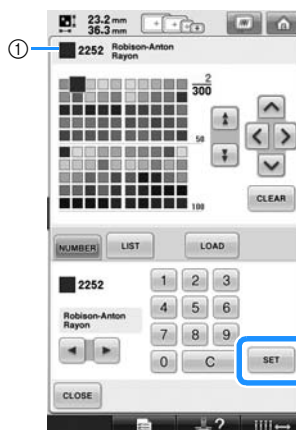 23.2 mm
36.3 mm
① 2252 Robison-Anton
Rayon
2
300
50
100
CLEAR
NUMBER LIST LOAD
2252
Robison-Anton
Rayon
1 2 3
4 5 6
7 8 9
0 C
SET
CLOSE
?